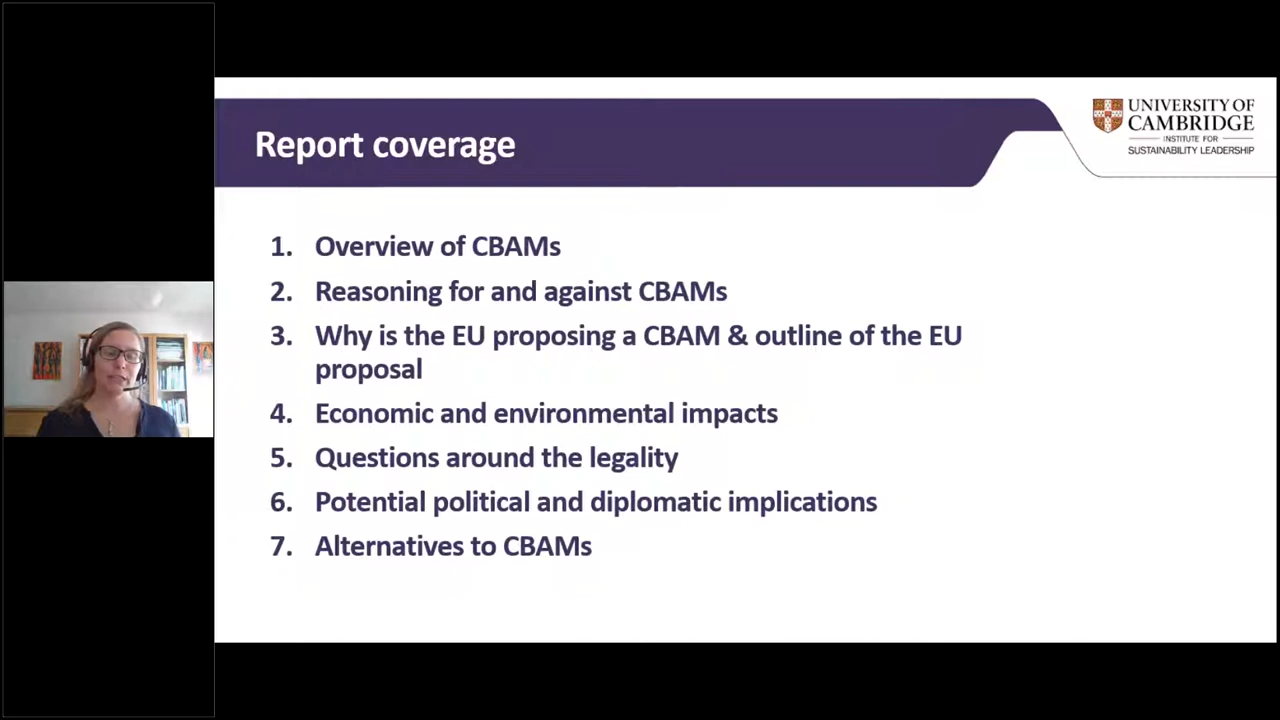 Report coverage
UNIVERSITY OF
CAMBRIDGE
INSTITUTE FOR
SUSTAINABILITY LEADERSHIP
1. Overview of CBAMs
2. Reasoning for and against CBAMs
3. Why is the EU proposing a CBAM & outline of the EU
proposal
4. Economic and environmental impacts
5. Questions around the legality
6. Potential political and diplomatic implications
7. Alternatives to CBAMs